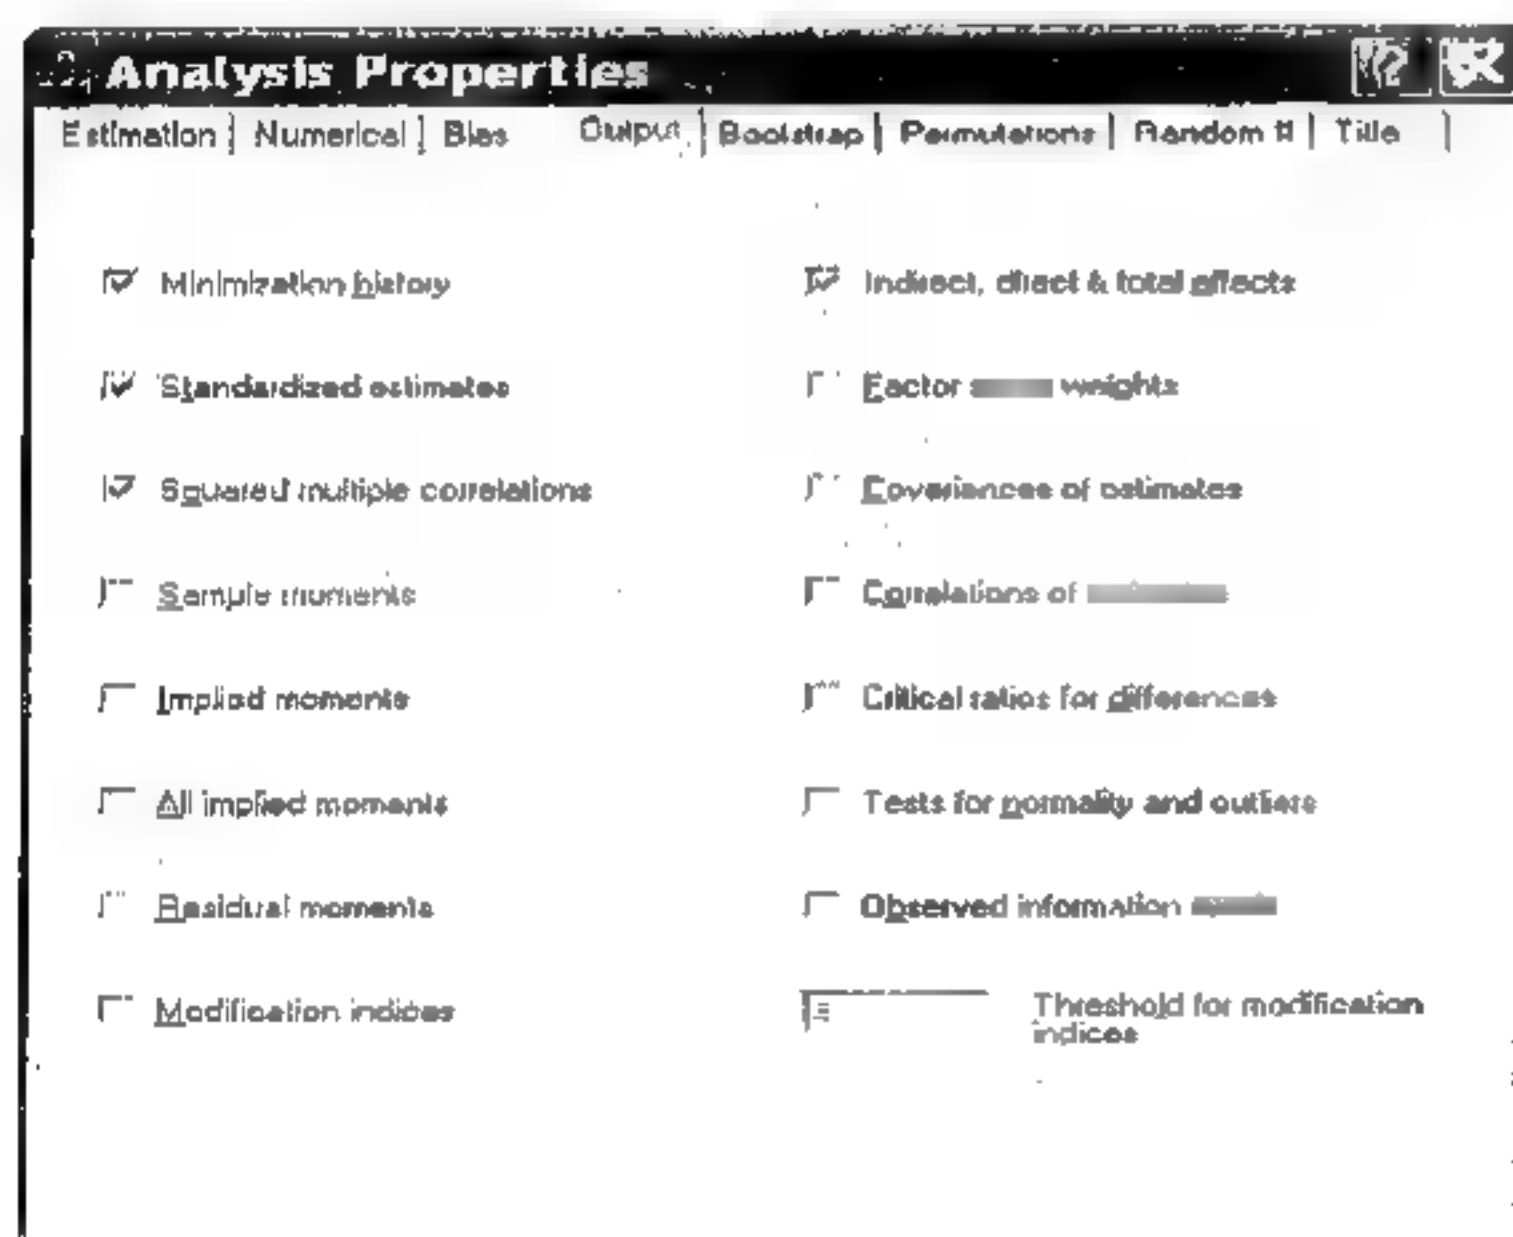 Analysis Properties
Estimation Numerical Bias Output Bootstrap Permutations Random # Title
Minimization history
Indirect, direct & total effects
Standardized estimates
Factor weights
Squared multiple correlations
Covariances of estimates
Sample moments
Correlations of
Implied moments
Critical ratios for differences
All implied moments
Tests for normality and outliers
Residual moments
Observed information
Modification indices
Threshold for modification
indices